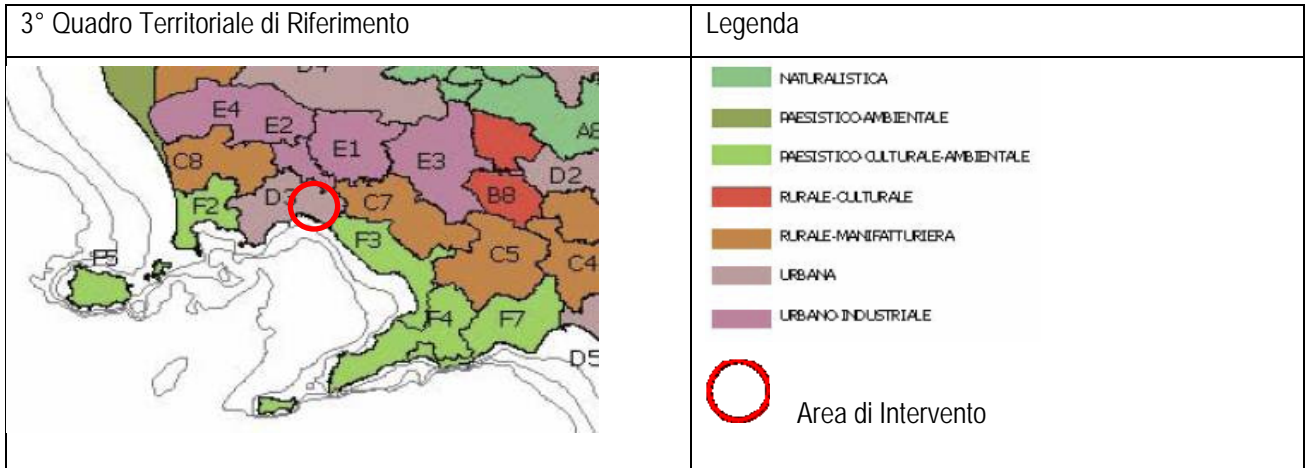 3° Quadro Territoriale di Riferimento
Legenda
D4
E4
E2
E1
E3
A8
C8
D2
F2
D3
C7
B8
F3
C5
C4
F5
F4
F7
D5
NATURALISTICA
PAESISTICO-AMBIENTALE
PAESISTICO-CULTURALE-AMBIENTALE
RURALE-CULTURALE
RURALE-MANIFATTURIERA
URBANA
URBANO-INDUSTRIALE
Area di Intervento